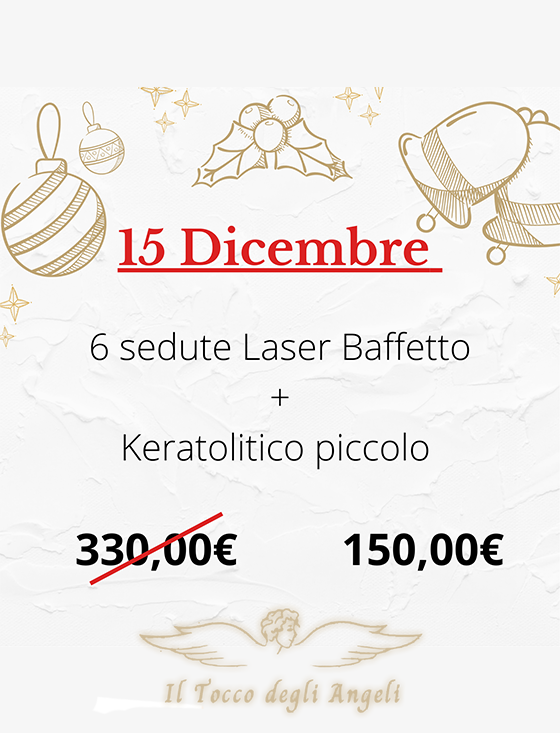 15 Dicembre
6 sedute Laser Baffetto
+
Keratolitico piccolo
330,00€ 150,00€
Il Tocco degli Angeli